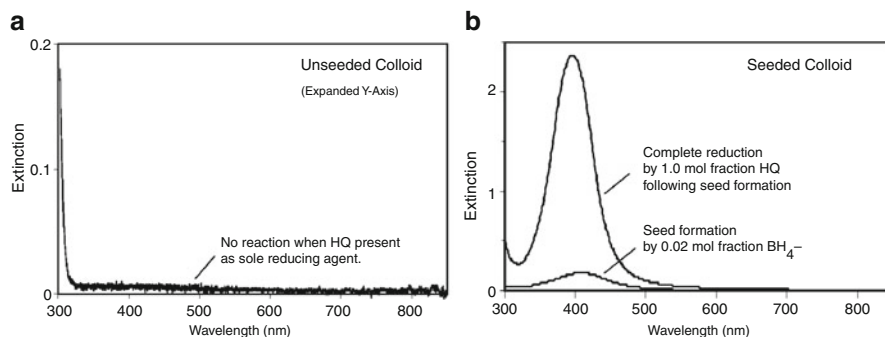 a
0.2
Unseeded Colloid
(Expanded Y-Axis)
Extinction
0.1
No reaction when HQ present
as sole reducing agent.
0
300
400
500
600
700
800
Wavelength (nm)
b
Seeded Colloid
2
Extinction
Complete reduction
by 1.0 mol fraction HQ
following seed formation
1
Seed formation
by 0.02 mol fraction BH4–
0
300
400
500
600
700
800
Wavelength (nm)